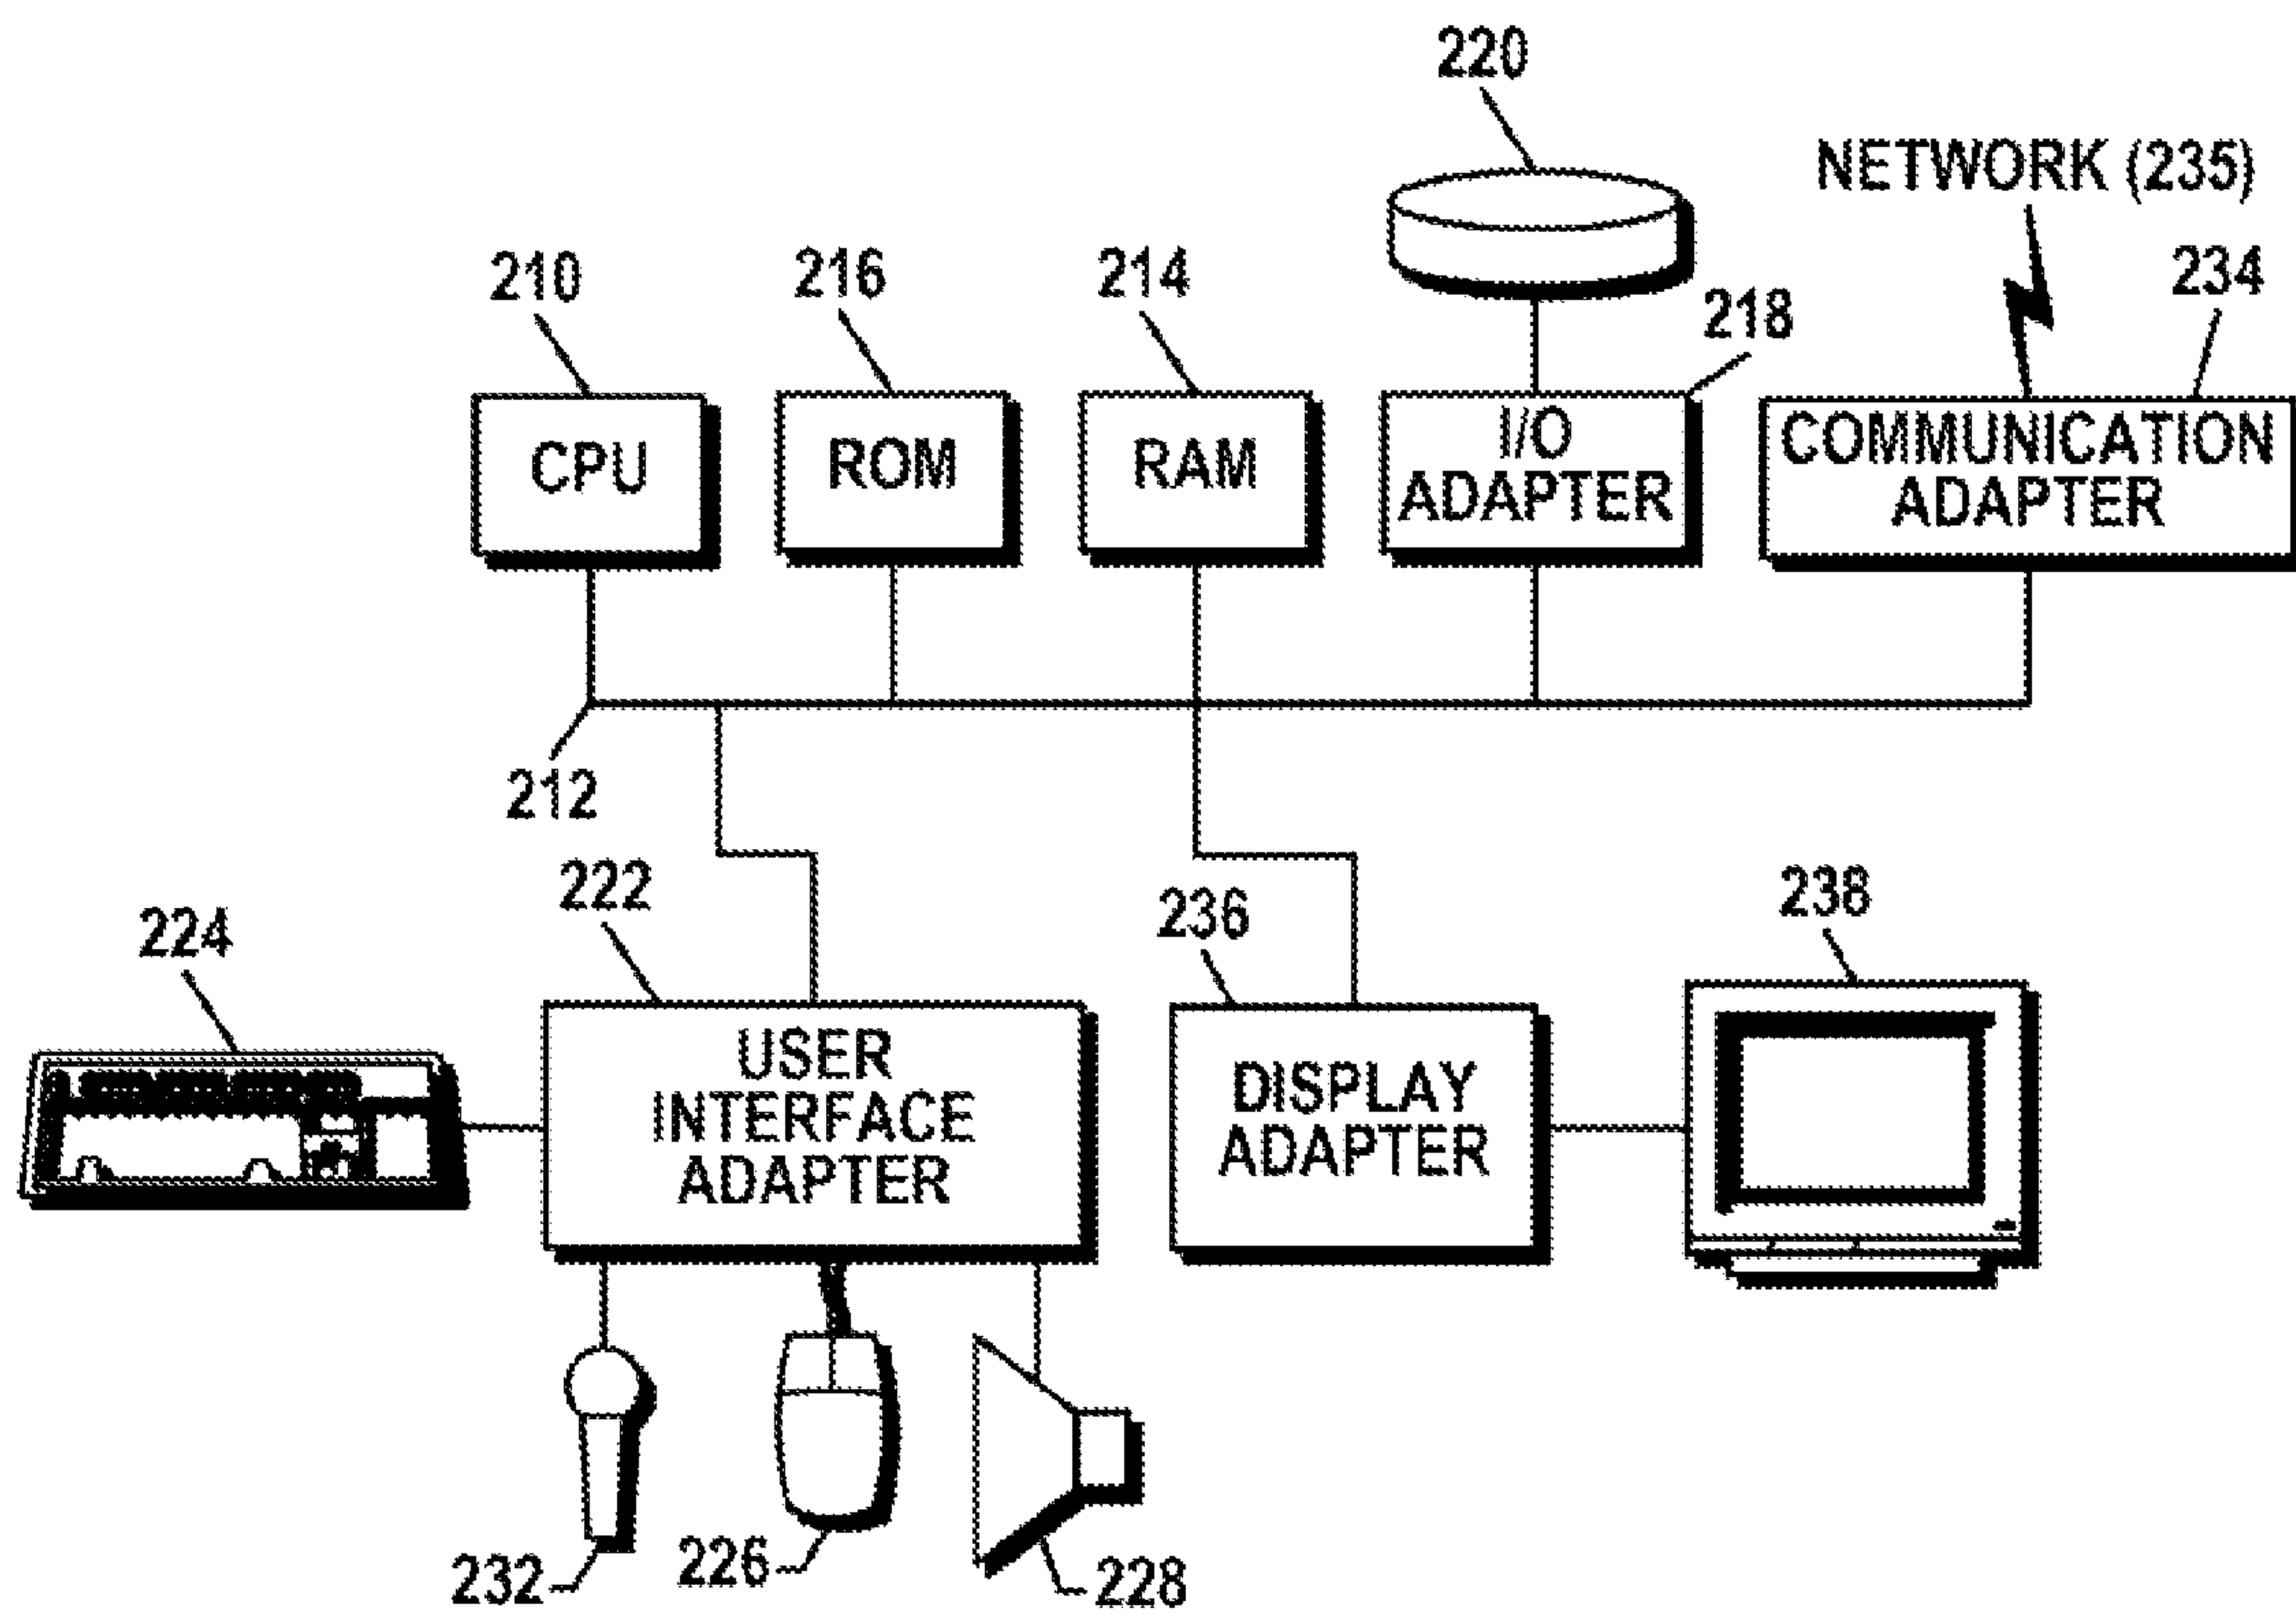 220
NETWORK (235)
210
216
214
218
234
CPU
ROM
RAM
I/O
ADAPTER
COMMUNICATION
ADAPTER
212
222
236
238
224
USER
INTERFACE
ADAPTER
DISPLAY
ADAPTER
232
226
228